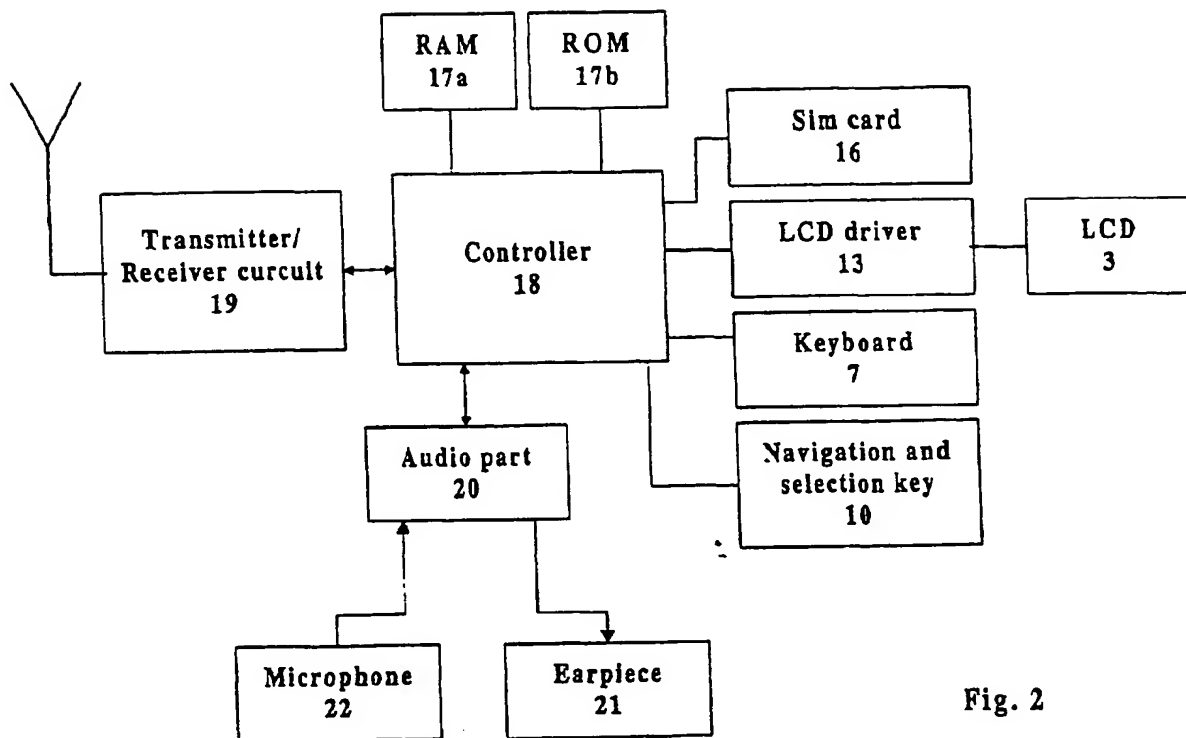 RAM
17a
ROM
17b
Sim card
16
Transmitter/
Receiver curcult
19
Controller
18
LCD driver
13
LCD
3
Keyboard
7
Audio part
20
Navigation and
selection key
10
Microphone
22
Earpiece
21
Fig. 2